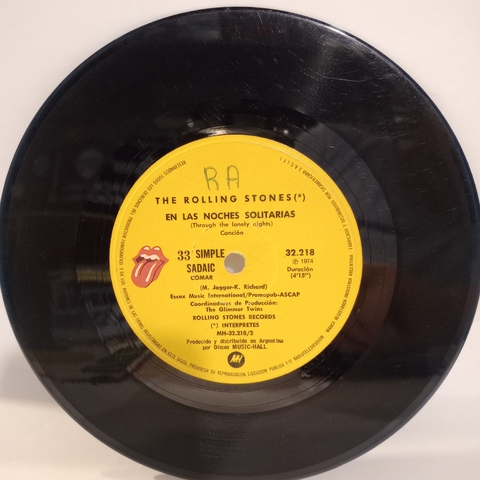 RA
THE ROLLING STONES(*)
EN LAS NOCHES SOLITARIAS
(Through the lonely nights)
Canción
33 SIMPLE
SADAIC
COMAR
32.218
℗ 1974
Duración
(4'15")
(M. Jagger-K. Richard)
Essex Music International/Promopub-ASCAP
Coordinadores de Producción:
The Glimmer Twins
ROLLING STONES RECORDS
(*) INTERPRETES
MH-32.218/2
Producido y distribuido en Argentina
por Discos MUSIC-HALL
MH